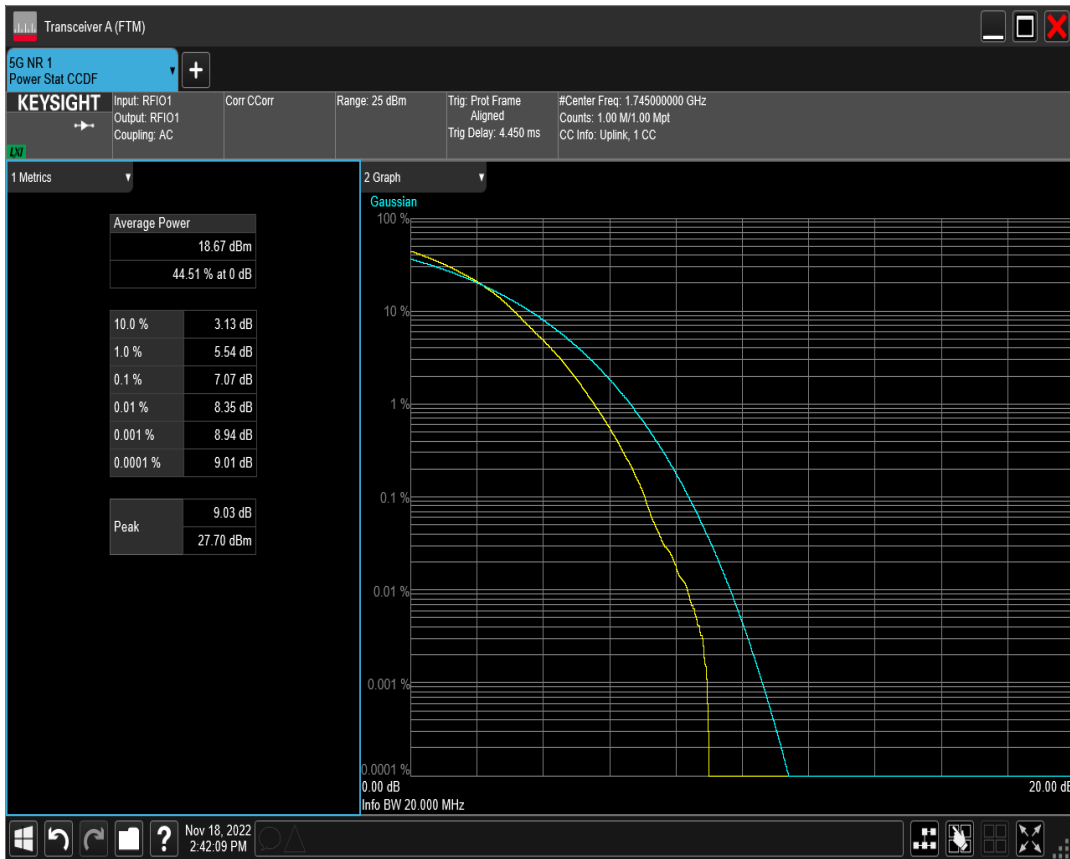 Transceiver A (FTM)
5G NR 1
Power Stat CCDF
+
KEYSIGHT
LXI
Input: RFIO1
Output: RFIO1
Coupling: AC
Corr CCorr
Range: 25 dBm
Trig: Prot Frame
Aligned
Trig Delay: 4.450 ms
#Center Freq: 1.745000000 GHz
Counts: 1.00 M/1.00 Mpt
CC Info: Uplink, 1 CC
1 Metrics
Average Power
18.67 dBm
44.51 % at 0 dB
10.0 % 3.13 dB
1.0 % 5.54 dB
0.1 % 7.07 dB
0.01 % 8.35 dB
0.001 % 8.94 dB
0.0001 % 9.01 dB
Peak
9.03 dB
27.70 dBm
2 Graph
Gaussian
100 %
10 %
1 %
0.1 %
0.01 %
0.001 %
0.0001 %
0.00 dB 20.00 dB
Info BW 20.000 MHz
?
Nov 18, 2022
2:42:09 PM